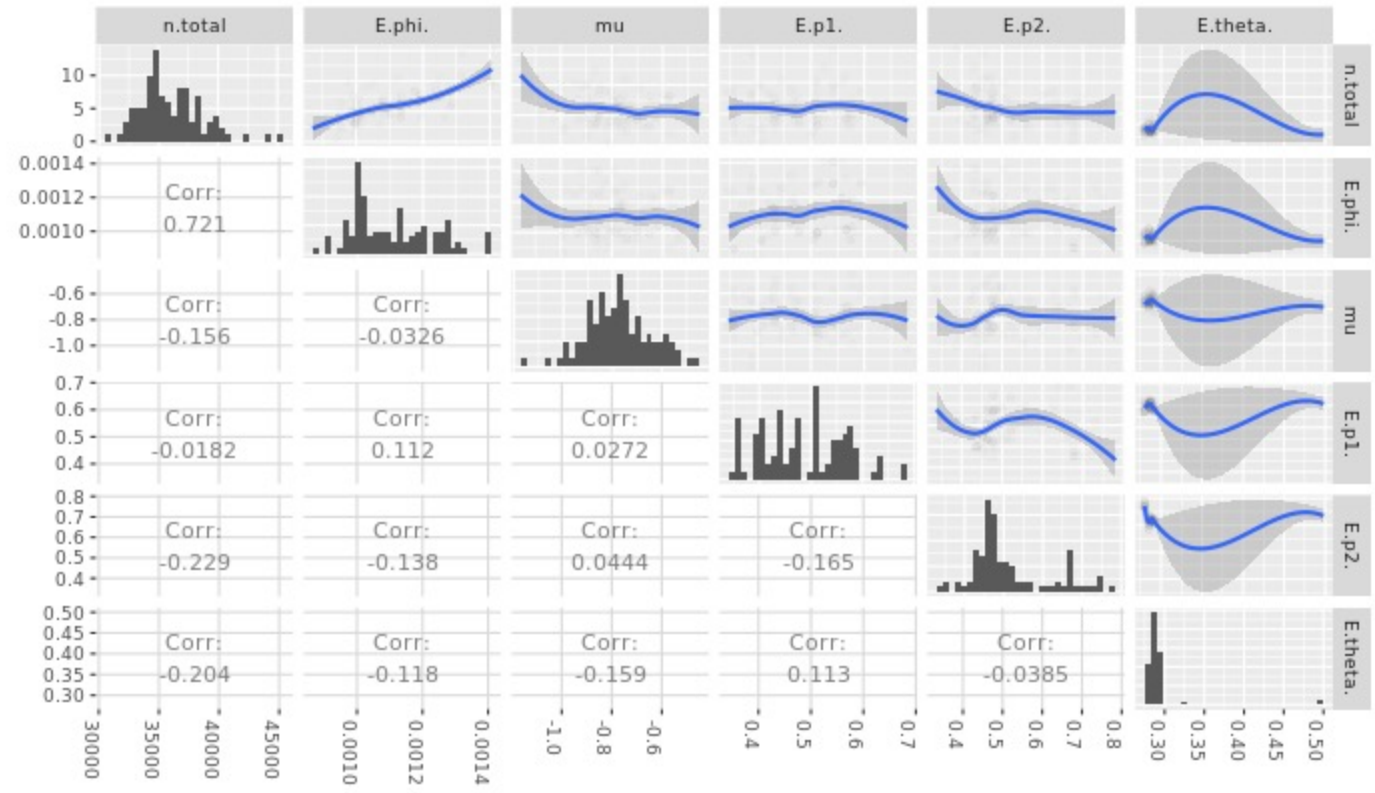 n.total E.phi. mu E.p1. E.p2. E.theta.
10
5
0
n.total
0.0014
0.0012
0.0010
Corr:
0.721
E.phi.
-0.6
-0.8
-1.0
Corr:
-0.156
Corr:
-0.0326
mu
0.7
0.6
0.5
0.4
Corr:
-0.0182
Corr:
0.112
Corr:
0.0272
E.p1.
0.8
0.7
0.6
0.5
0.4
Corr:
-0.229
Corr:
-0.138
Corr:
0.0444
Corr:
-0.165
E.p2.
0.50
0.45
0.40
0.35
0.30
Corr:
-0.204
Corr:
-0.118
Corr:
-0.159
Corr:
0.113
Corr:
-0.0385
E.theta.
30000 35000 40000 45000 0.0010 0.0012 0.0014 -1.0 -0.8 -0.6 0.4 0.5 0.6 0.7 0.4 0.5 0.6 0.7 0.8 0.30 0.35 0.40 0.45 0.50